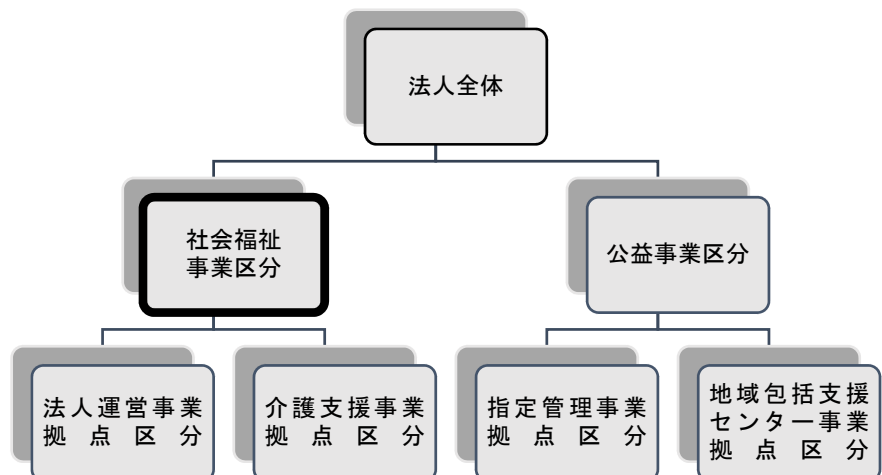 法人全体
社会福祉
事業区分
公益事業区分
法人運営事業
拠点区分
介護支援事業
拠点区分
指定管理事業
拠点区分
地域包括支援
センター事業
拠点区分